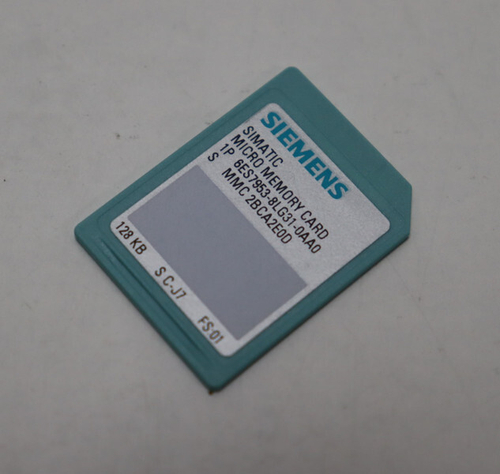 SIEMENS
SIMATIC
MICRO MEMORY CARD
1P 6ES7953-8LG31-0AA0
S MMC 2BCA2E0D
128 KB S C-J7 FS:01